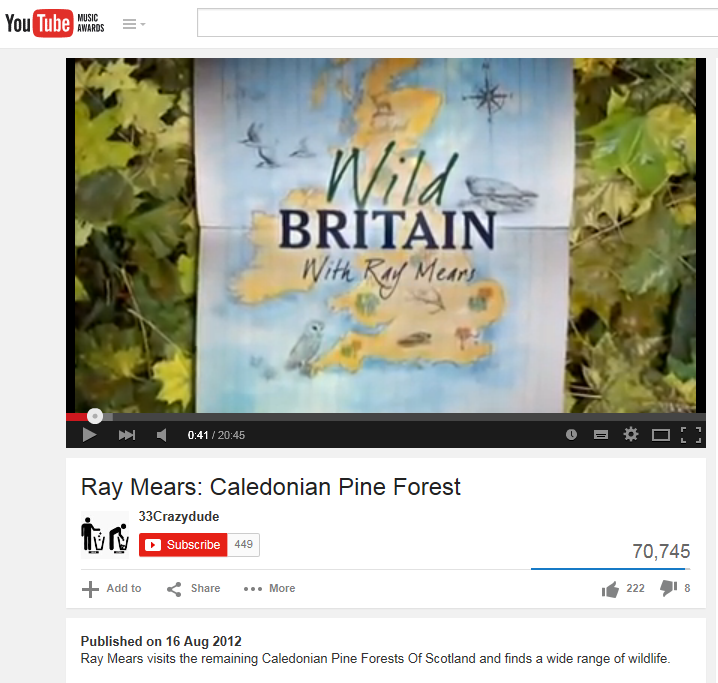 YouTube MUSIC AWARDS
Wild
BRITAIN
With Ray Mears
0:41 / 20:45
Ray Mears: Caledonian Pine Forest
33Crazydude
Subscribe 449
70,745
Add to Share More 222 8
Published on 16 Aug 2012
Ray Mears visits the remaining Caledonian Pine Forests Of Scotland and finds a wide range of wildlife.